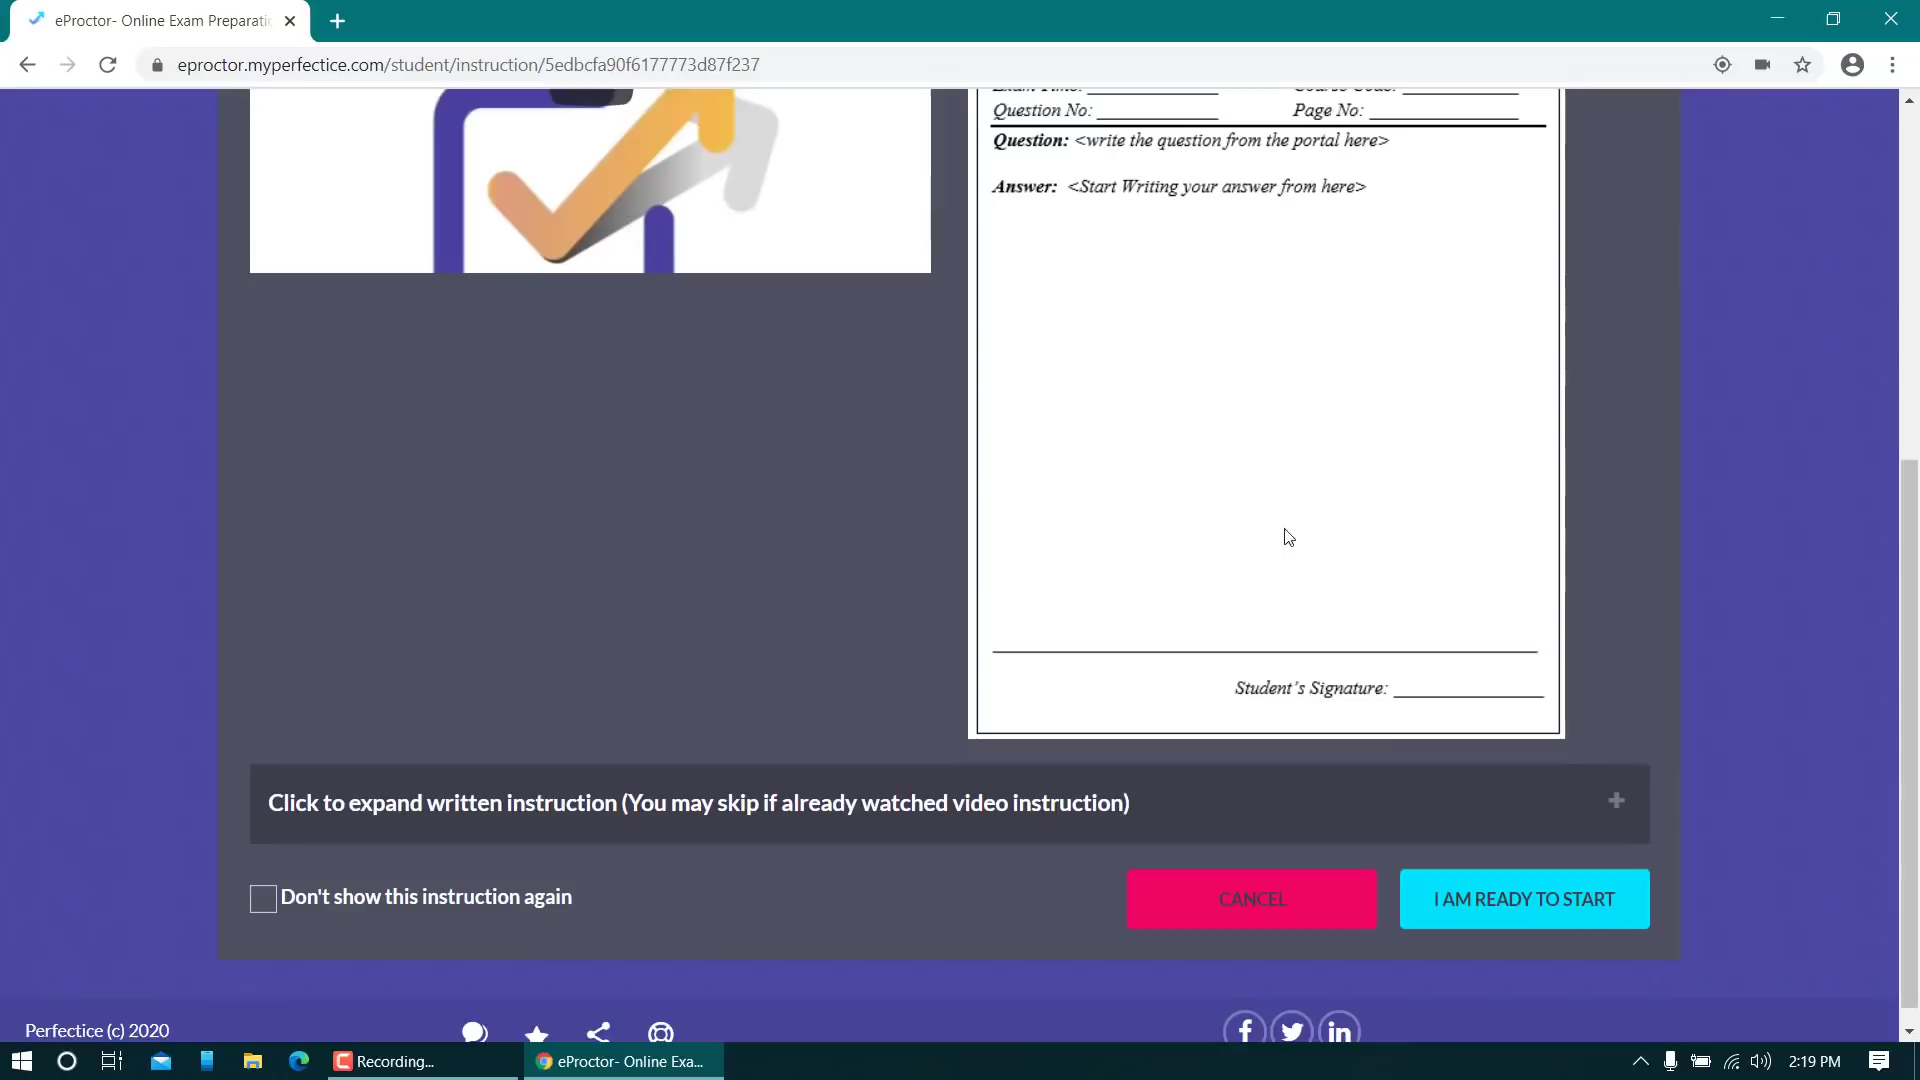 eProctor- Online Exam Preparati
eproctor.myperfectice.com/student/instruction/5edbcfa90f6177773d87f237
Question No: ____________ Page No: ____________
Question: <write the question from the portal here>
Answer: <Start Writing your answer from here>
Student's Signature: ____________
Click to expand written instruction (You may skip if already watched video instruction)
Don't show this instruction again
CANCEL
I AM READY TO START
Perfectice (c) 2020
Recording...
eProctor- Online Exa...
2:19 PM